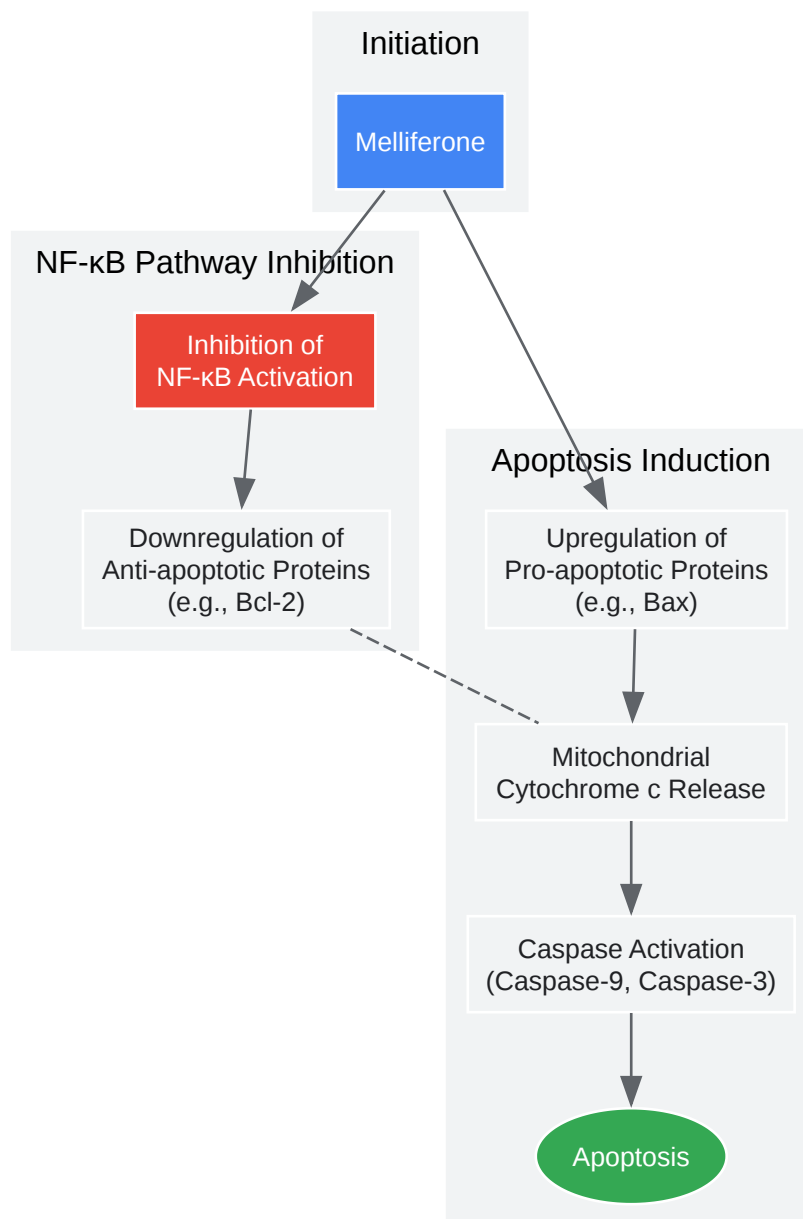 Initiation
Melliferone
NF-κB Pathway Inhibition
Inhibition of
NF-κB Activation
Downregulation of
Anti-apoptotic Proteins
(e.g., Bcl-2)
Apoptosis Induction
Upregulation of
Pro-apoptotic Proteins
(e.g., Bax)
Mitochondrial
Cytochrome c Release
Caspase Activation
(Caspase-9, Caspase-3)
Apoptosis